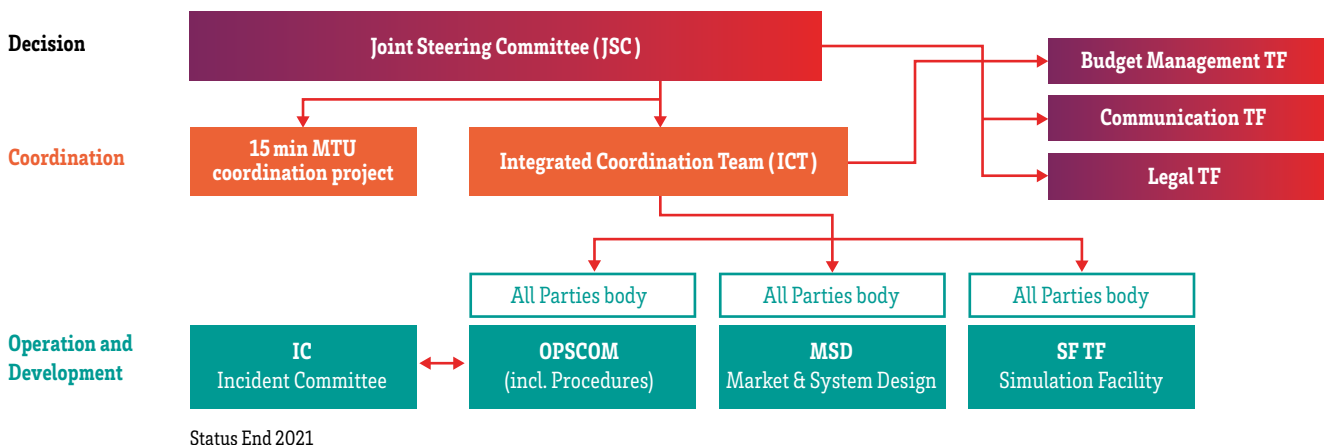 Decision
Joint Steering Committee (JSC)
Budget Management TF
Communication TF
Legal TF
Coordination
15 min MTU
coordination project
Integrated Coordination Team (ICT)
All Parties body
All Parties body
All Parties body
Operation and
Development
IC
Incident Committee
OPSCOM
(incl. Procedures)
MSD
Market & System Design
SF TF
Simulation Facility
Status End 2021